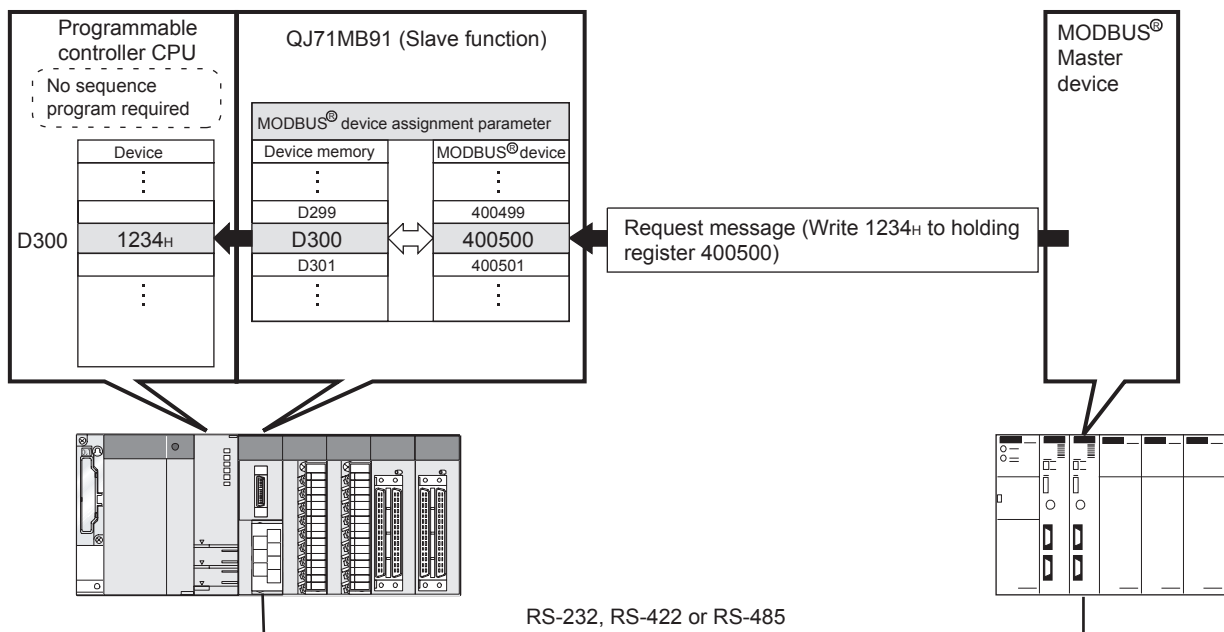 Programmable
controller CPU
No sequence
program required
Device
D300
1234H
QJ71MB91 (Slave function)
MODBUS® device assignment parameter
Device memory
MODBUS® device
D299
400499
D300
400500
D301
400501
Request message (Write 1234H to holding
register 400500)
MODBUS®
Master
device
RS-232, RS-422 or RS-485